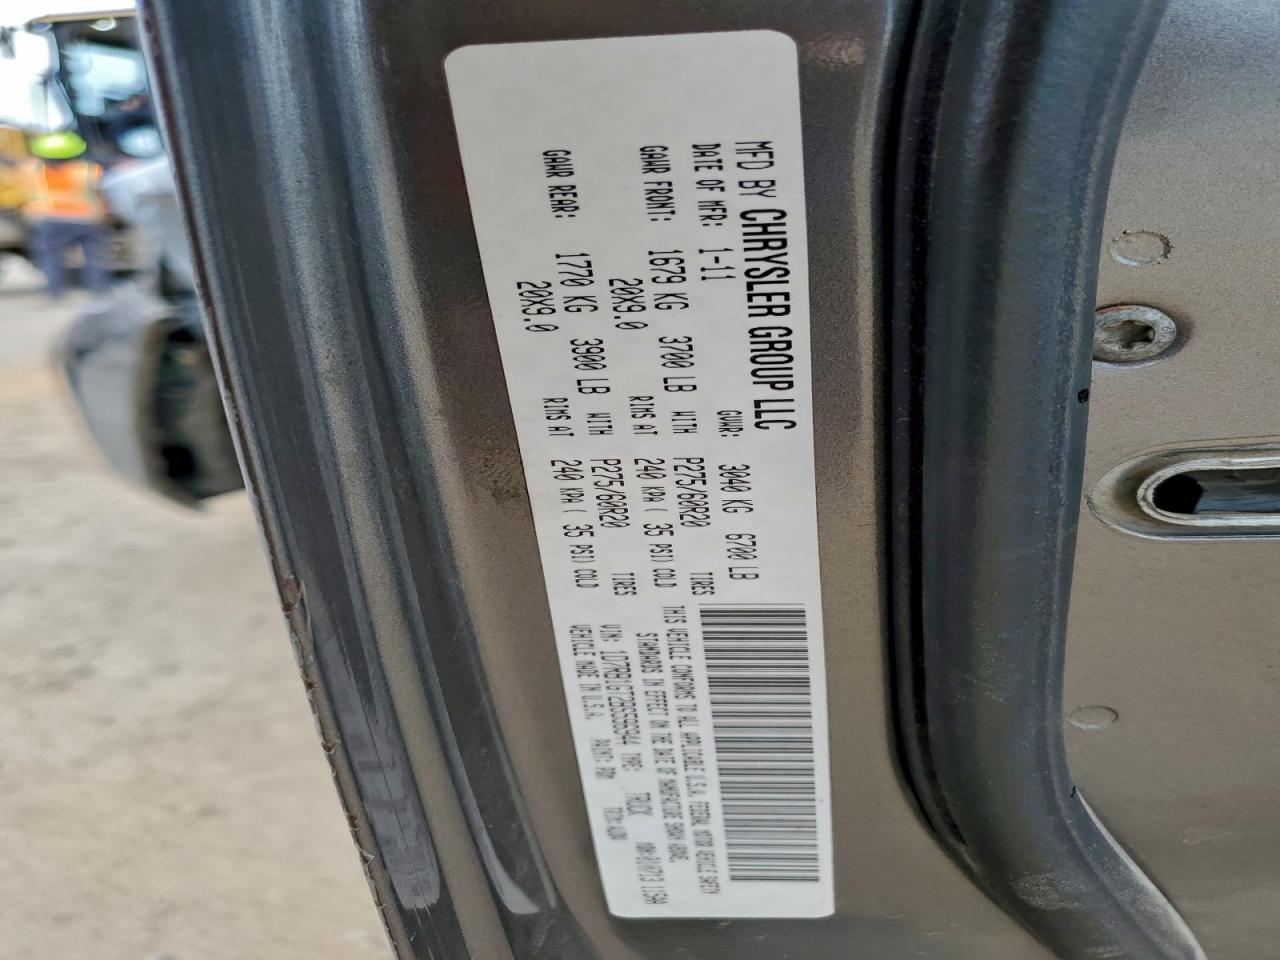 MFD BY CHRYSLER GROUP LLC
DATE OF MFR: 1-11 GVWR: 3040 KG 6700 LB
GAWR FRONT: 1679 KG 3700 LB WITH P275/60R20 TIRES
20X9.0 RIMS AT 240 KPA ( 35 PSI) COLD
GAWR REAR: 1770 KG 3900 LB WITH P275/60R20 TIRES
20X9.0 RIMS AT 240 KPA ( 35 PSI) COLD
THIS VEHICLE CONFORMS TO ALL APPLICABLE U.S.A. FEDERAL MOTOR VEHICLE SAFETY
STANDARDS IN EFFECT ON THE DATE OF MANUFACTURE SHOWN ABOVE.
VIN: 1D7RB1GT2BS596944 TYPE: TRUCK
VEHICLE MADE IN U.S.A. PAINT: TRIM: